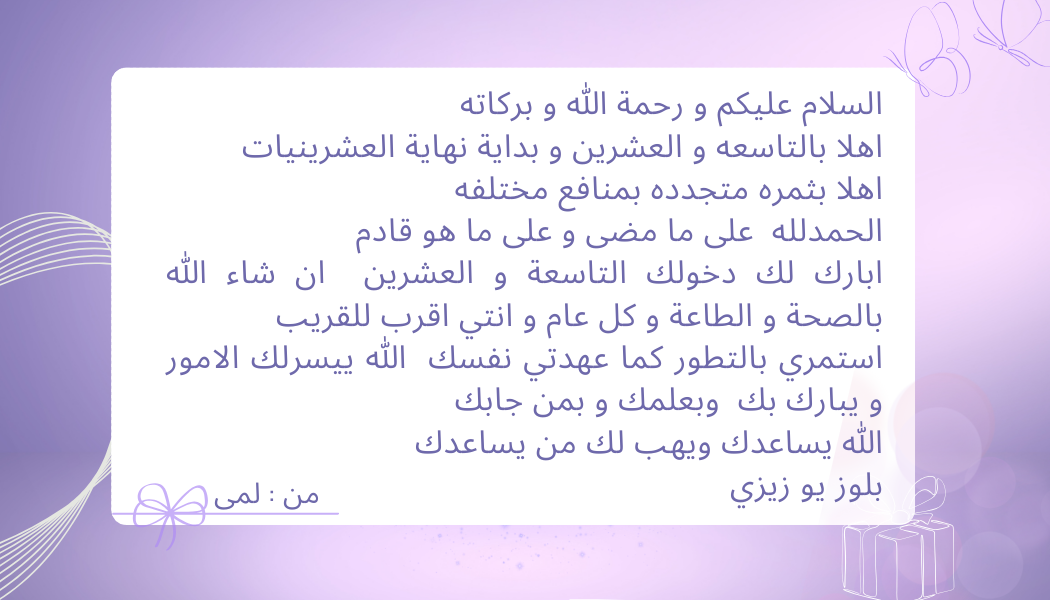 السلام عليكم و رحمة الله و بركاته
اهلا بالتاسعه و العشرين و بداية نهاية العشرينيات
اهلا بثمره متجدده بمنافع مختلفه
الحمدلله على ما مضى و على ما هو قادم
ابارك لك دخولك التاسعة و العشرين ان شاء الله
بالصحة و الطاعة و كل عام و انتي اقرب للقريب
استمري بالتطور كما عهدتي نفسك الله ييسرلك الامور
و يبارك بك وبعلمك و بمن جابك
الله يساعدك ويهب لك من يساعدك
بلوز يو زيزي
من : لمى